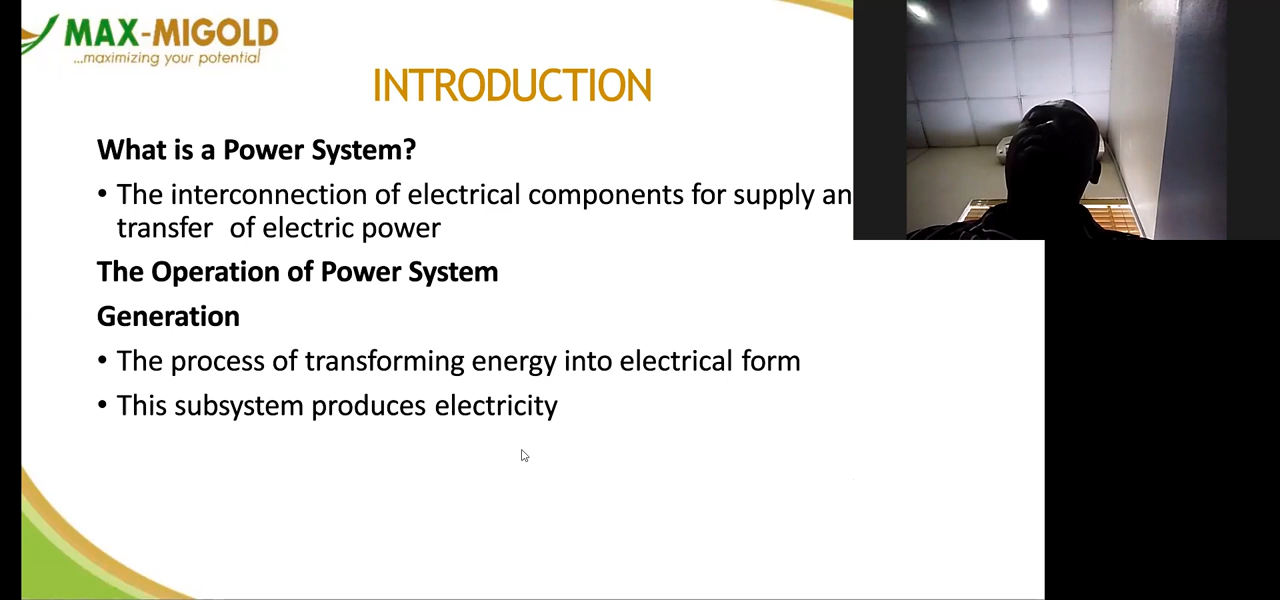 MAX-MIGOLD
...maximizing your potential
INTRODUCTION
What is a Power System?
• The interconnection of electrical components for supply an
transfer of electric power
The Operation of Power System
Generation
• The process of transforming energy into electrical form
• This subsystem produces electricity